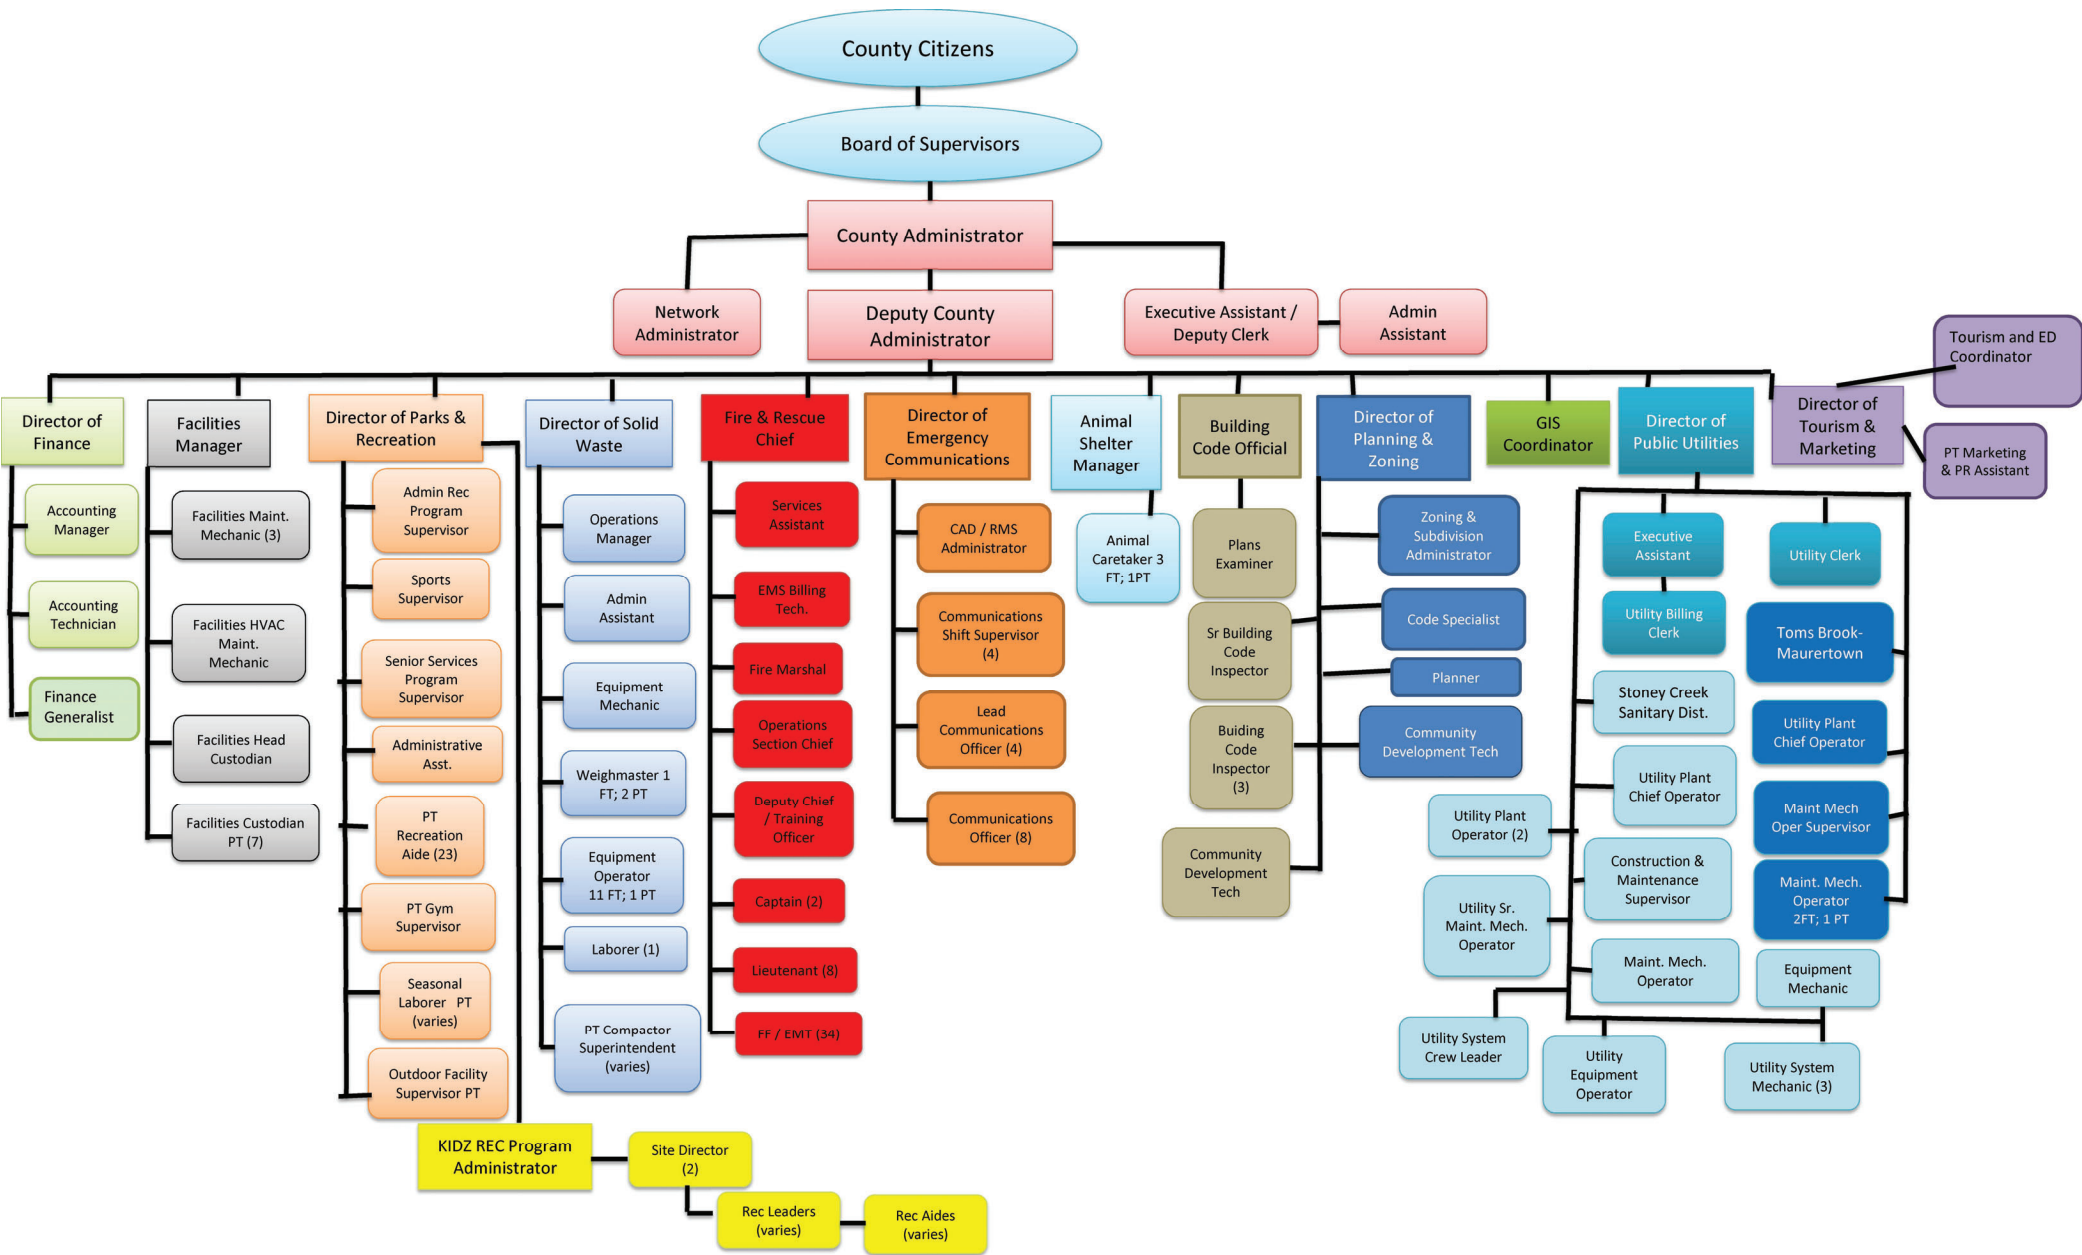 County Citizens
Board of Supervisors
County Administrator
Network
Administrator
Deputy County
Administrator
Executive Assistant /
Deputy Clerk
Admin
Assistant
Tourism and ED
Coordinator
Director of
Finance
Facilities
Manager
Director of Parks &
Recreation
Director of Solid
Waste
Fire & Rescue
Chief
Director of
Emergency
Communications
Animal
Shelter
Manager
Building
Code Official
Director of
Planning &
Zoning
GIS
Coordinator
Director of
Public Utilities
Director of
Tourism &
Marketing
PT Marketing
& PR Assistant
Accounting
Manager
Accounting
Technician
Finance
Generalist
Facilities Maint.
Mechanic (3)
Facilities HVAC
Maint.
Mechanic
Facilities Head
Custodian
Facilities Custodian
PT (7)
Admin Rec
Program
Supervisor
Sports
Supervisor
Senior Services
Program
Supervisor
Administrative
Asst.
PT
Recreation
Aide (23)
PT Gym
Supervisor
Seasonal
Laborer PT
(varies)
Outdoor Facility
Supervisor PT
KIDZ REC Program
Administrator
Site Director
(2)
Rec Leaders
(varies)
Rec Aides
(varies)
Operations
Manager
Admin
Assistant
Equipment
Mechanic
Weighmaster 1
FT; 2 PT
Equipment
Operator
11 FT; 1 PT
Laborer (1)
PT Compactor
Superintendent
(varies)
Services
Assistant
EMS Billing
Tech.
Fire Marshal
Operations
Section Chief
Deputy Chief
/ Training
Officer
Captain (2)
Lieutenant (8)
FF / EMT (34)
CAD / RMS
Administrator
Communications
Shift Supervisor
(4)
Lead
Communications
Officer (4)
Communications
Officer (8)
Animal
Caretaker 3
FT; 1PT
Plans
Examiner
Sr Building
Code
Inspector
Buiding
Code
Inspector
(3)
Community
Development
Tech
Zoning &
Subdivision
Administrator
Code Specialist
Planner
Community
Development Tech
Executive
Assistant
Utility Billing
Clerk
Utility Clerk
Stoney Creek
Sanitary Dist.
Utility Plant
Chief Operator
Utility Plant
Operator (2)
Construction &
Maintenance
Supervisor
Utility Sr.
Maint. Mech.
Operator
Maint. Mech.
Operator
Equipment
Mechanic
Utility System
Crew Leader
Utility
Equipment
Operator
Utility System
Mechanic (3)
Toms Brook-
Maurertown
Utility Plant
Chief Operator
Maint Mech
Oper Supervisor
Maint. Mech.
Operator
2FT; 1 PT